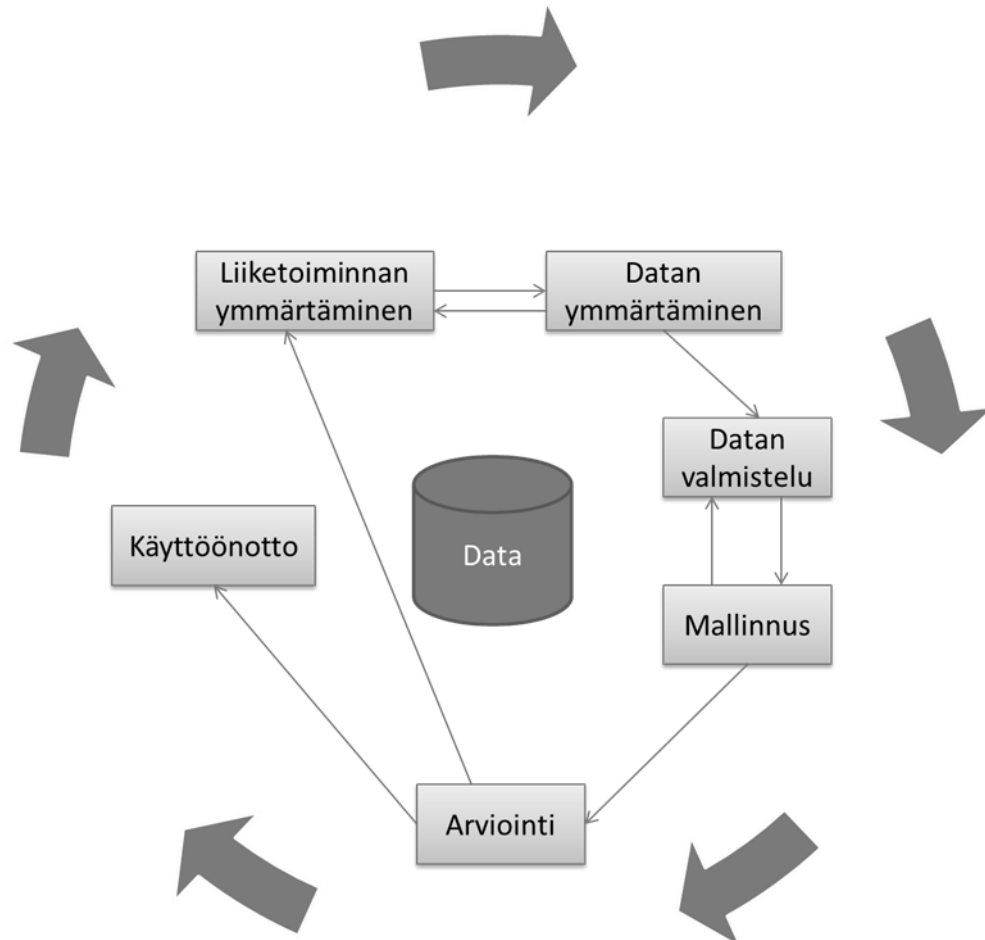 Liiketoiminnan
ymmärtäminen
Datan
ymmärtäminen
Datan
valmistelu
Käyttöönotto
Data
Mallinnus
Arviointi